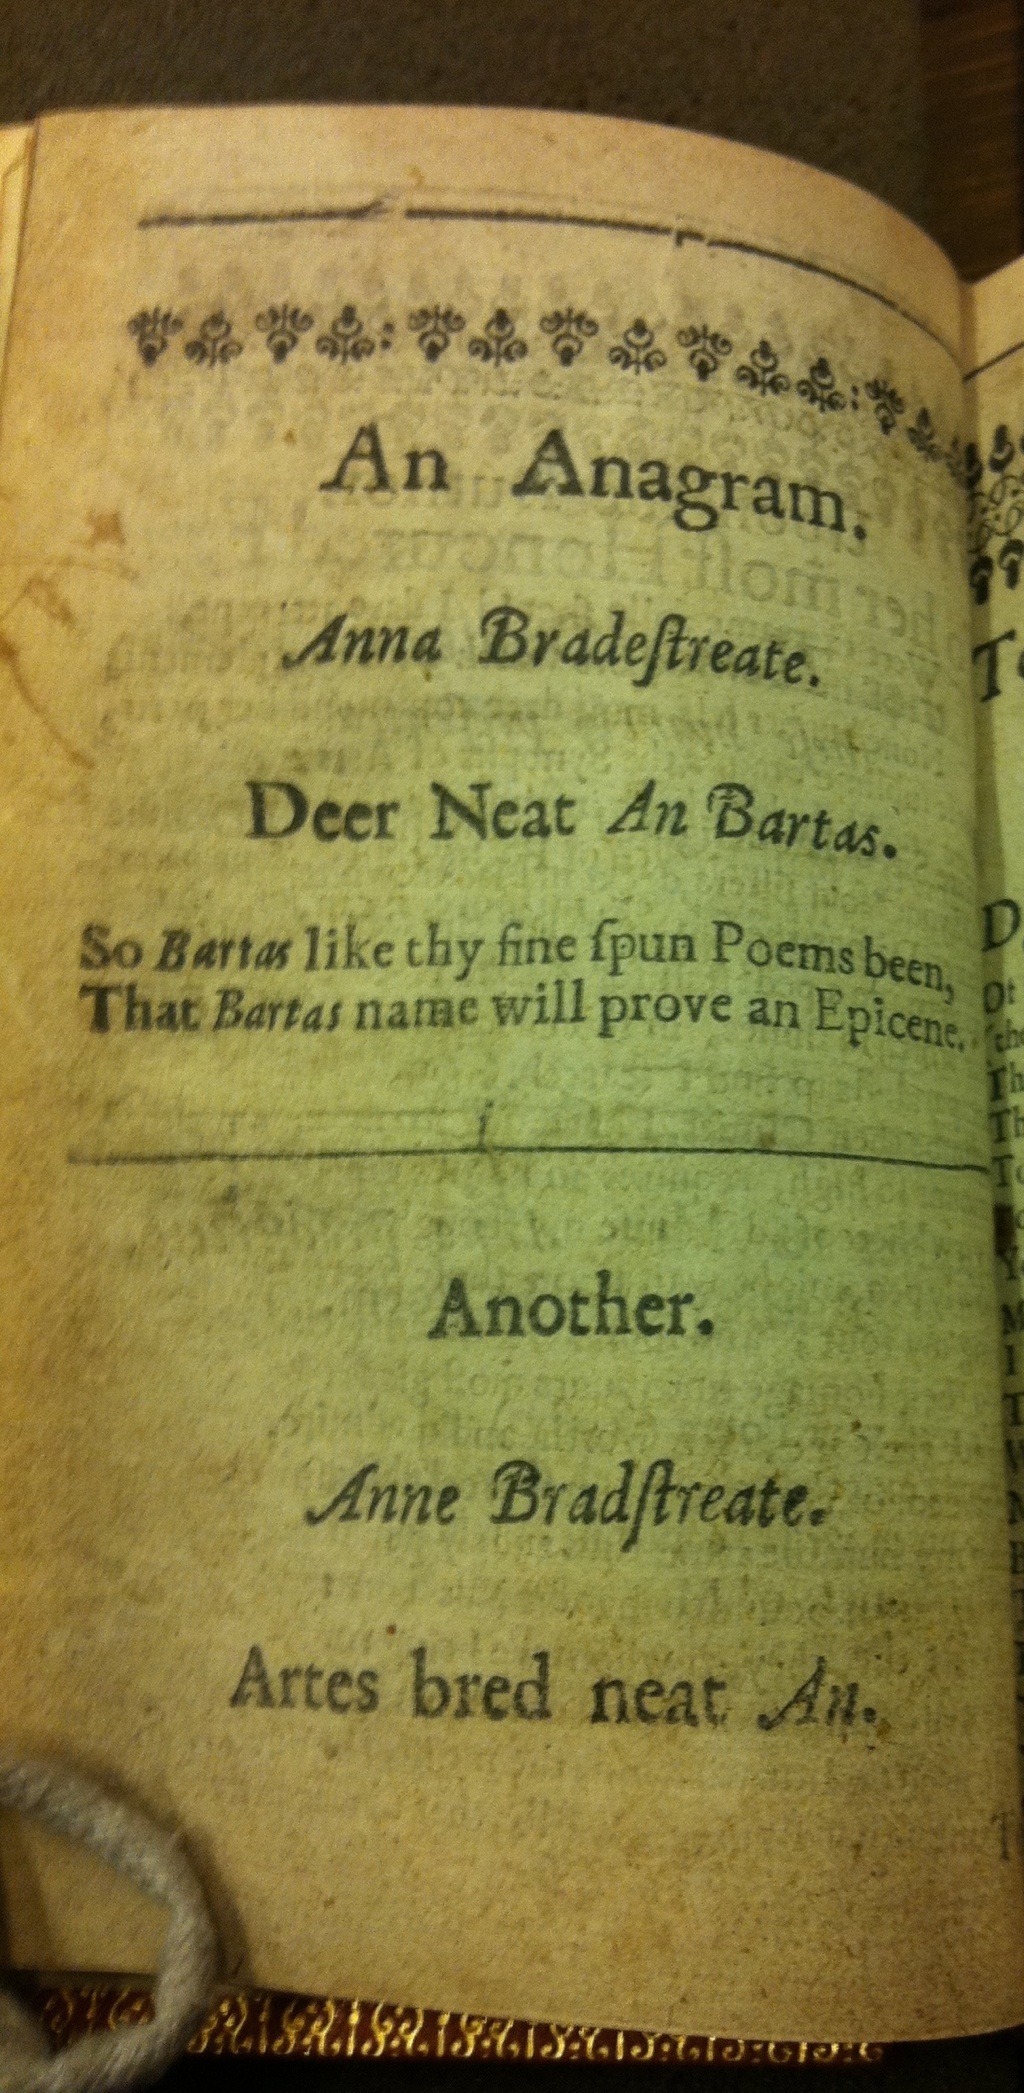 An Anagram.
Anna Bradeſtreate.
Deer Neat An Bartas.
So Bartas like thy fine ſpun Poems been,
That Bartas name will prove an Epicene.
Another.
Anne Bradſtreate.
Artes bred neat An.